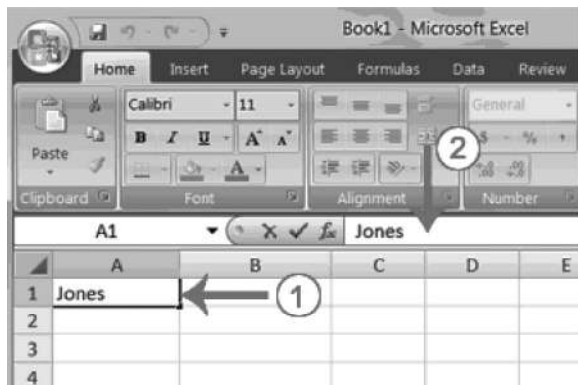 Book1 - Microsoft Excel
Home Insert Page Layout Formulas Data Review
Calibri 11 General
Paste B I U A A $ % ,
A
Clipboard Font Alignment Number
A1 fx Jones
A B C D E
1 Jones
2
3
4
2
1